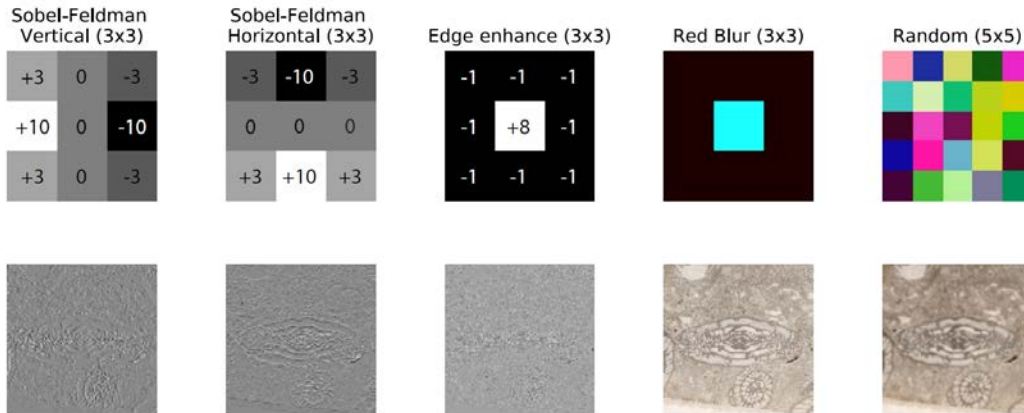 Sobel-Feldman
Vertical (3x3)
Sobel-Feldman
Horizontal (3x3)
Edge enhance (3x3)
Red Blur (3x3)
Random (5x5)
+3 0 -3
+10 0 -10
+3 0 -3
-3 -10 -3
0 0 0
+3 +10 +3
-1 -1 -1
-1 +8 -1
-1 -1 -1